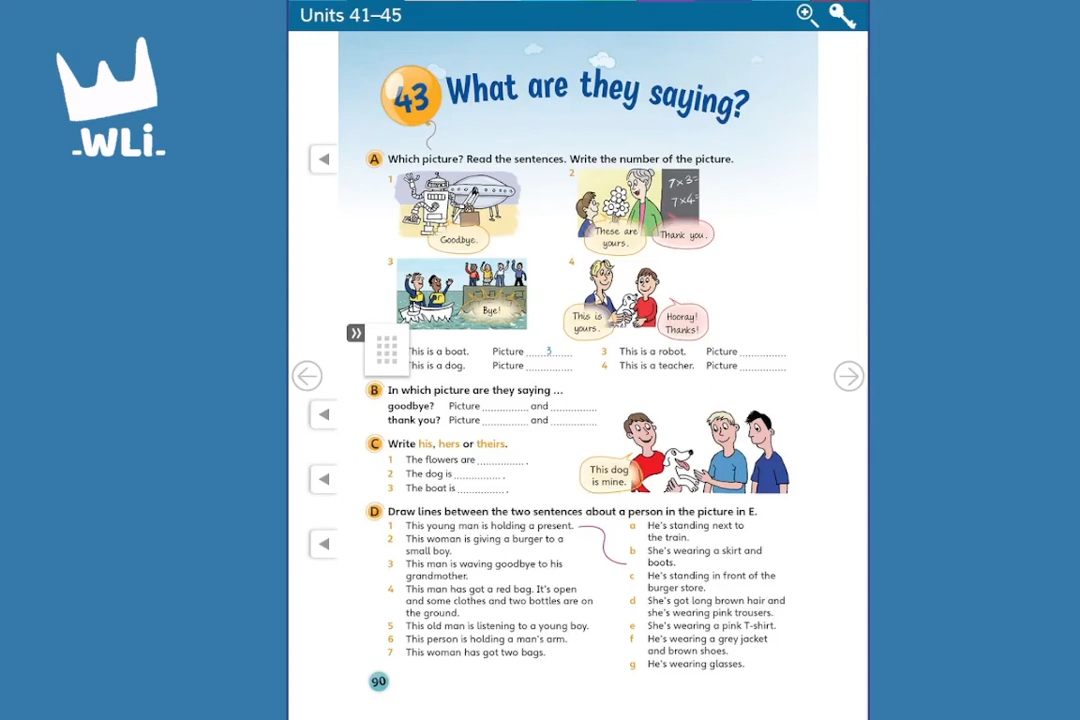 Units 41–45
-WLi-
43 What are they saying?
A Which picture? Read the sentences. Write the number of the picture.
1
Goodbye.
2
7x3=
7x4=
These are
yours.
Thank you.
3
Bye!
4
This is
yours.
Hooray!
Thanks!
This is a boat. Picture 3
This is a dog. Picture ...............
3 This is a robot. Picture ...............
4 This is a teacher. Picture ...............
B In which picture are they saying ...
goodbye? Picture ............... and ...............
thank you? Picture ............... and ...............
This dog
is mine.
C Write his, hers or theirs.
1 The flowers are ............... .
2 The dog is ............... .
3 The boat is ............... .
D Draw lines between the two sentences about a person in the picture in E.
1 This young man is holding a present.
2 This woman is giving a burger to a
small boy.
3 This man is waving goodbye to his
grandmother.
4 This man has got a red bag. It's open
and some clothes and two bottles are on
the ground.
5 This old man is listening to a young boy.
6 This person is holding a man's arm.
7 This woman has got two bags.
a He's standing next to
the train.
b She's wearing a skirt and
boots.
c He's standing in front of the
burger store.
d She's got long brown hair and
she's wearing pink trousers.
e She's wearing a pink T-shirt.
f He's wearing a grey jacket
and brown shoes.
g He's wearing glasses.
90